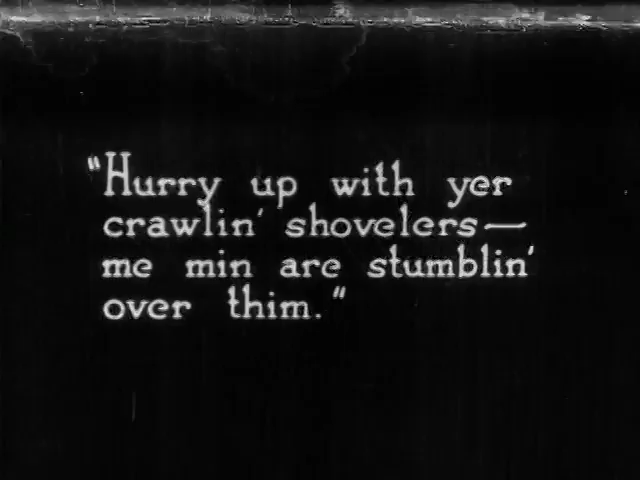 "Hurry up with yer
crawlin' shovelers—
me min are stumblin'
over thim."